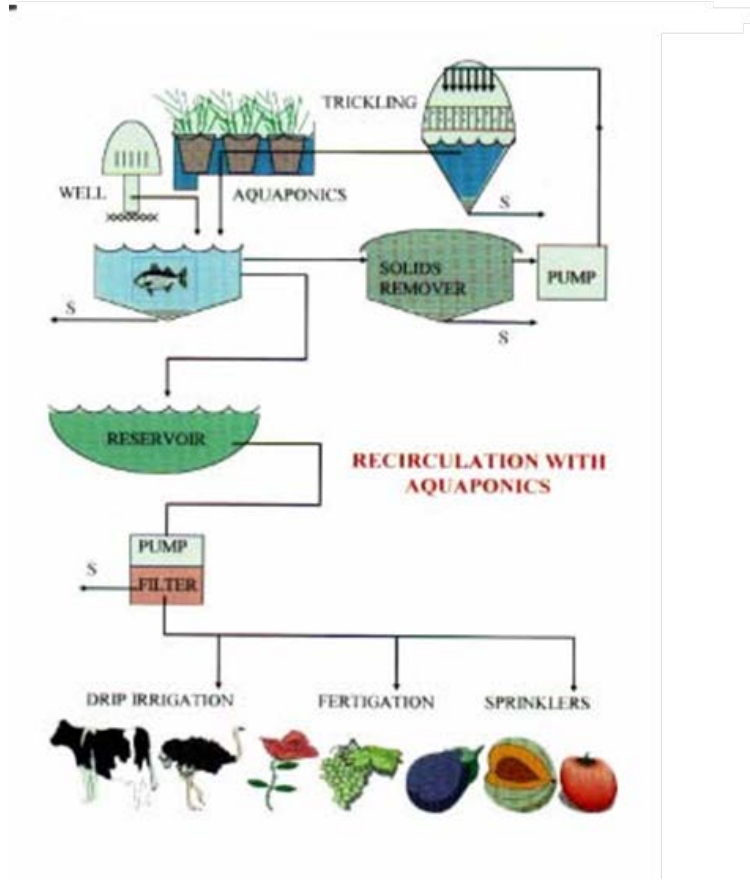 TRICKLING
WELL
AQUAPONICS
S
SOLIDS
REMOVER
PUMP
S
S
RESERVOIR
RECIRCULATION WITH
AQUAPONICS
PUMP
S
FILTER
DRIP IRRIGATION
FERTIGATION
SPRINKLERS